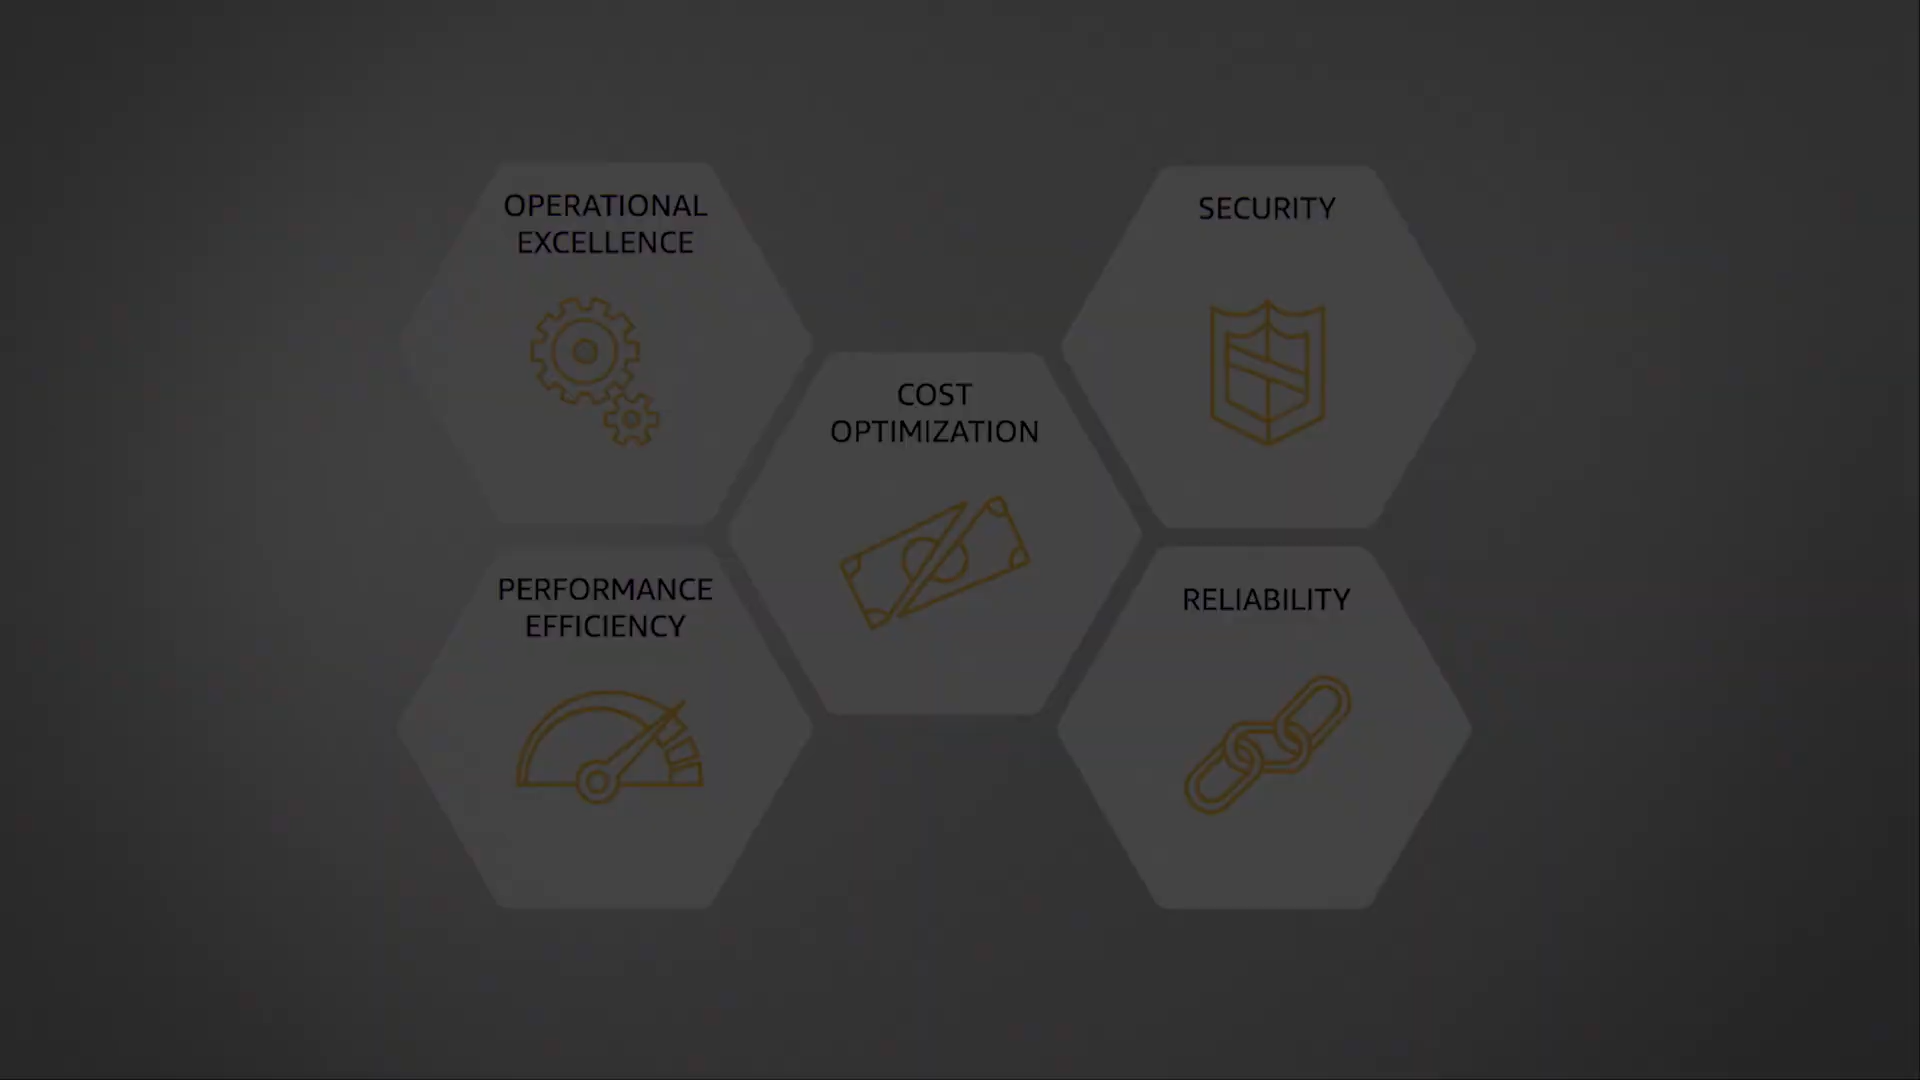 OPERATIONAL
EXCELLENCE
SECURITY
COST
OPTIMIZATION
PERFORMANCE
EFFICIENCY
RELIABILITY